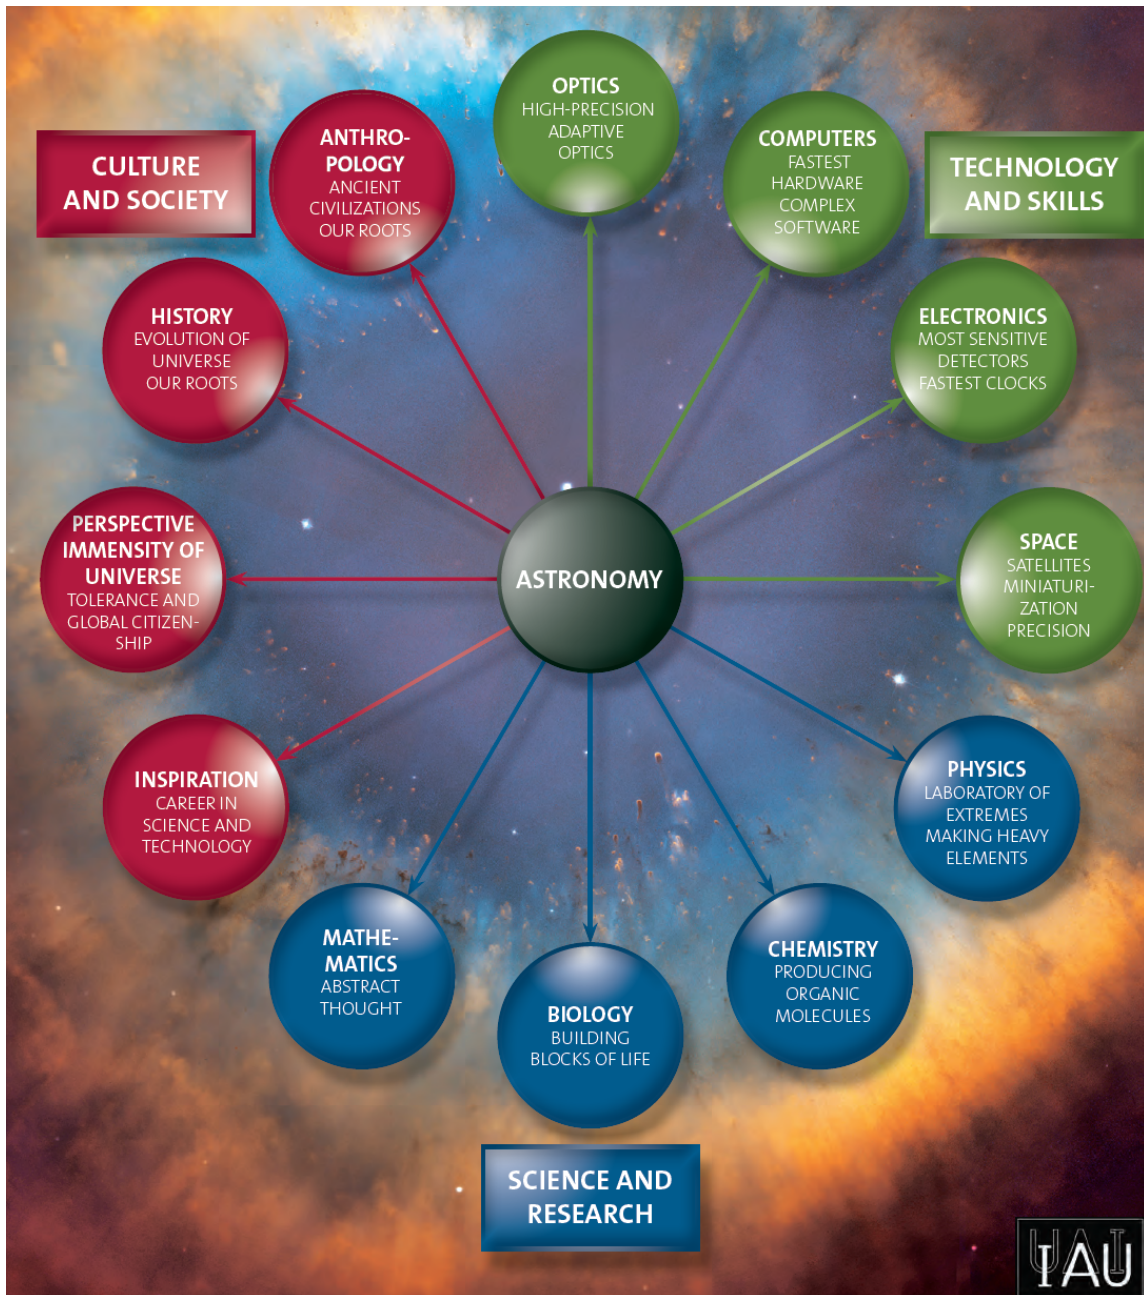 CULTURE
AND SOCIETY
ANTHRO-
POLOGY
ANCIENT
CIVILIZATIONS
OUR ROOTS
OPTICS
HIGH-PRECISION
ADAPTIVE
OPTICS
COMPUTERS
FASTEST
HARDWARE
COMPLEX
SOFTWARE
TECHNOLOGY
AND SKILLS
HISTORY
EVOLUTION OF
UNIVERSE
OUR ROOTS
ELECTRONICS
MOST SENSITIVE
DETECTORS
FASTEST CLOCKS
PERSPECTIVE
IMMENSITY OF
UNIVERSE
TOLERANCE AND
GLOBAL CITIZEN-
SHIP
ASTRONOMY
SPACE
SATELLITES
MINIATURI-
ZATION
PRECISION
INSPIRATION
CAREER IN
SCIENCE AND
TECHNOLOGY
PHYSICS
LABORATORY OF
EXTREMES
MAKING HEAVY
ELEMENTS
MATHE-
MATICS
ABSTRACT
THOUGHT
BIOLOGY
BUILDING
BLOCKS OF LIFE
CHEMISTRY
PRODUCING
ORGANIC
MOLECULES
SCIENCE AND
RESEARCH
IAU